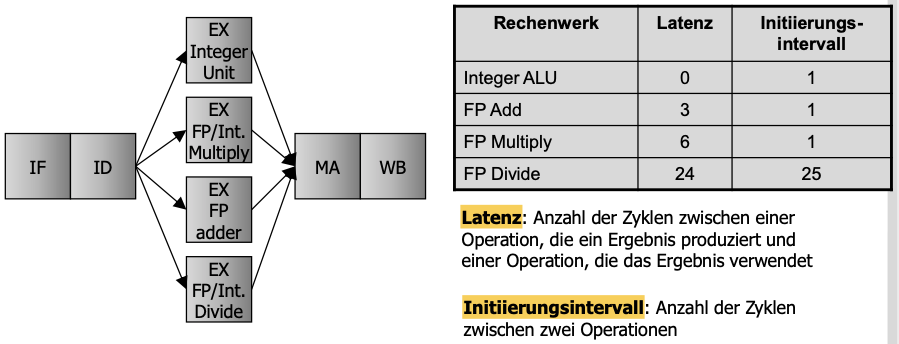 EX
Integer
Unit
EX
FP/Int.
Multiply
IF
ID
MA
WB
EX
FP
adder
EX
FP/Int.
Divide
Rechenwerk Latenz Initiierungs-
intervall
Integer ALU 0 1
FP Add 3 1
FP Multiply 6 1
FP Divide 24 25
Latenz: Anzahl der Zyklen zwischen einer
Operation, die ein Ergebnis produziert und
einer Operation, die das Ergebnis verwendet
Initiierungsintervall: Anzahl der Zyklen
zwischen zwei Operationen